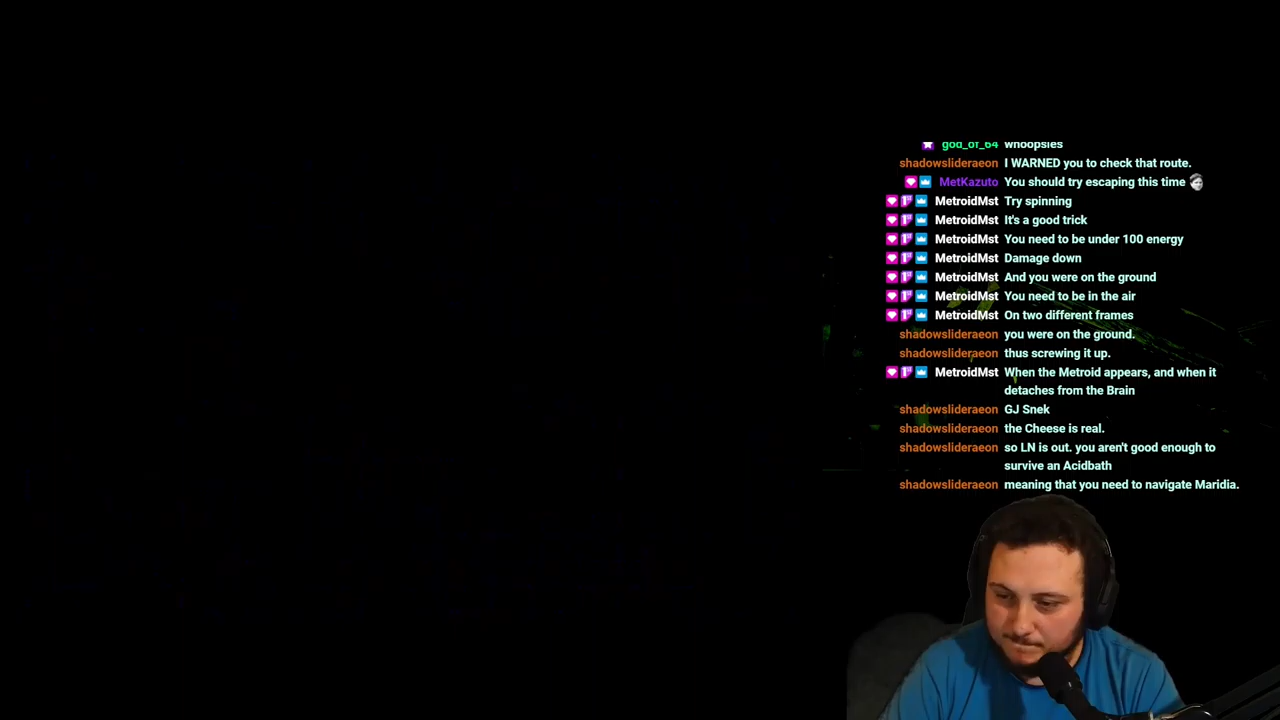 god_of_64 whoopsies
shadowslideraeon I WARNED you to check that route.
MetKazuto You should try escaping this time
MetroidMst Try spinning
MetroidMst It's a good trick
MetroidMst You need to be under 100 energy
MetroidMst Damage down
MetroidMst And you were on the ground
MetroidMst You need to be in the air
MetroidMst On two different frames
shadowslideraeon you were on the ground.
shadowslideraeon thus screwing it up.
MetroidMst When the Metroid appears, and when it
detaches from the Brain
shadowslideraeon GJ Snek
shadowslideraeon the Cheese is real.
shadowslideraeon so LN is out. you aren't good enough to
survive an Acidbath
shadowslideraeon meaning that you need to navigate Maridia.